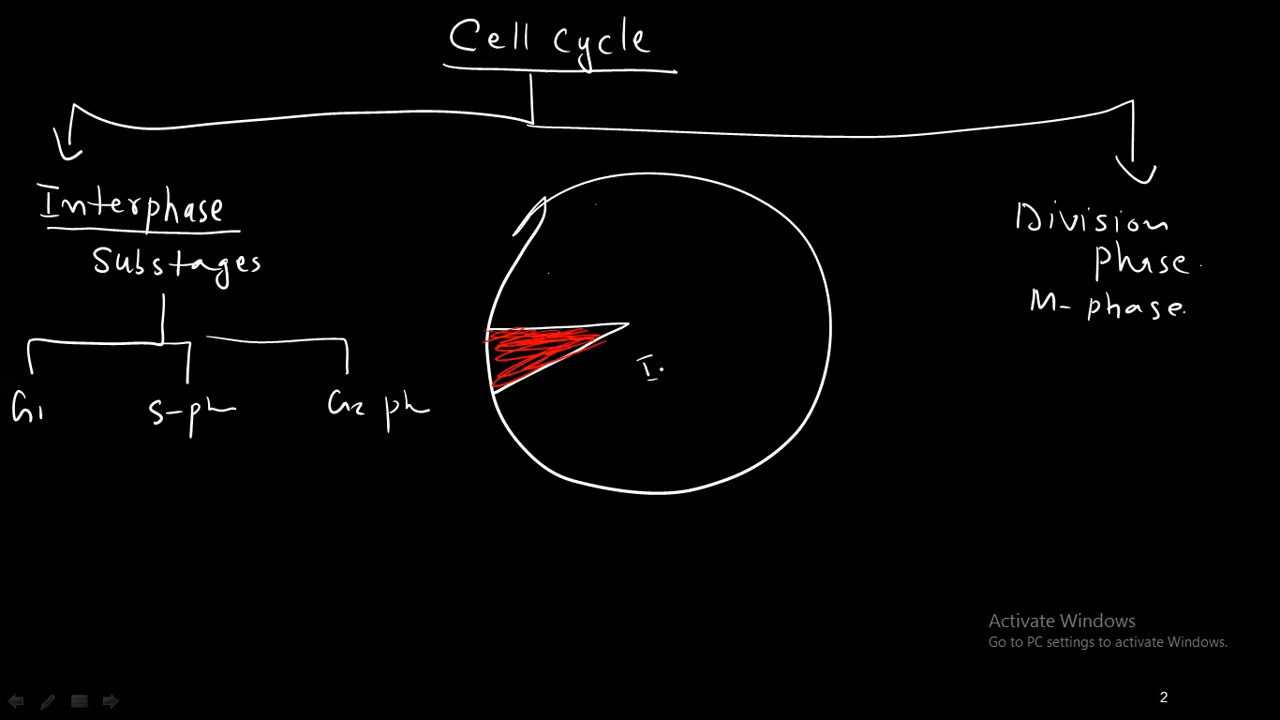 Cell Cycle
Interphase
Substages
G1
S-ph
G2 ph
I.
Division
Phase.
M-phase.
Activate Windows
Go to PC settings to activate Windows.
2